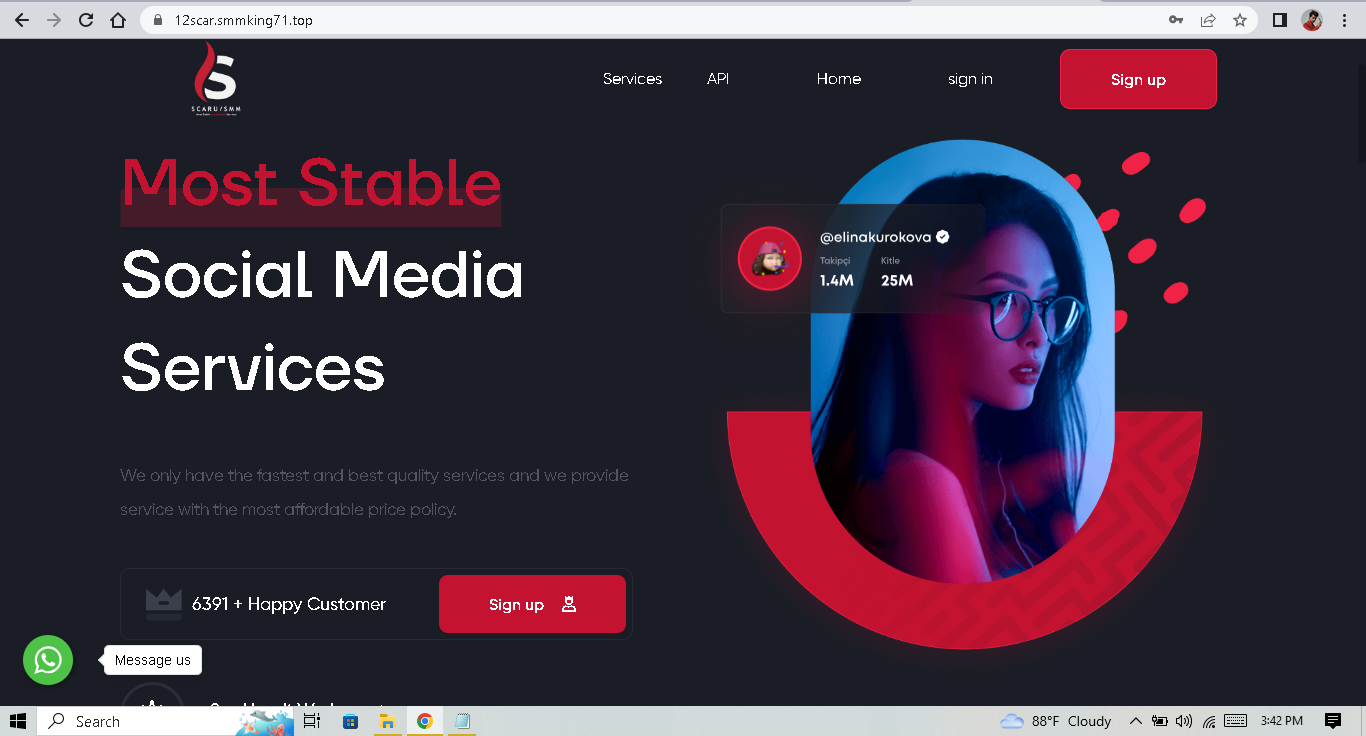 12scar.smmking71.top
SCARU/SMM
Services
API
Home
sign in
Sign up
Most Stable
Social Media
Services
@elinakurokova
Takipçi
Kitle
1.4M
25M
We only have the fastest and best quality services and we provide
service with the most affordable price policy.
6391 + Happy Customer
Sign up
Message us
Search
88°F Cloudy
3:42 PM